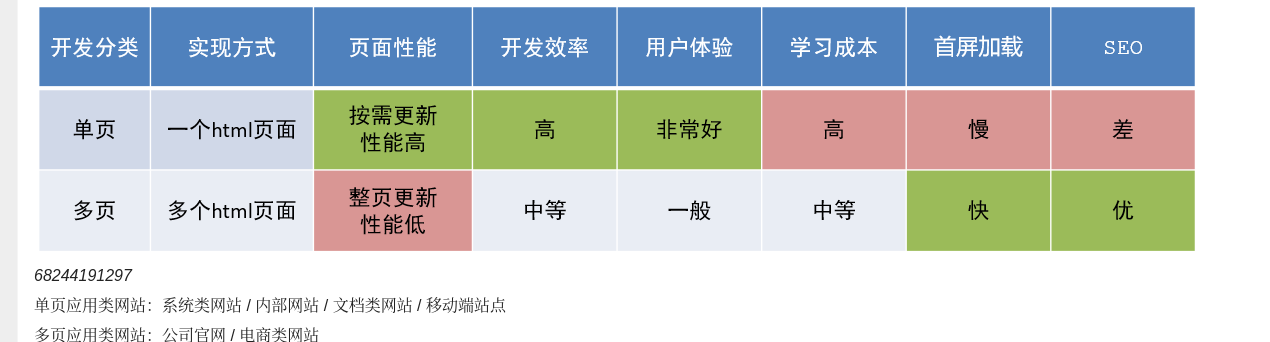 开发分类 实现方式 页面性能 开发效率 用户体验 学习成本 首屏加载 SEO
单页 一个html页面 按需更新 性能高 高 非常好 高 慢 差
多页 多个html页面 整页更新 性能低 中等 一般 中等 快 优
68244191297
单页应用类网站：系统类网站 / 内部网站 / 文档类网站 / 移动端站点
多页应用类网站：公司官网 / 电商类网站